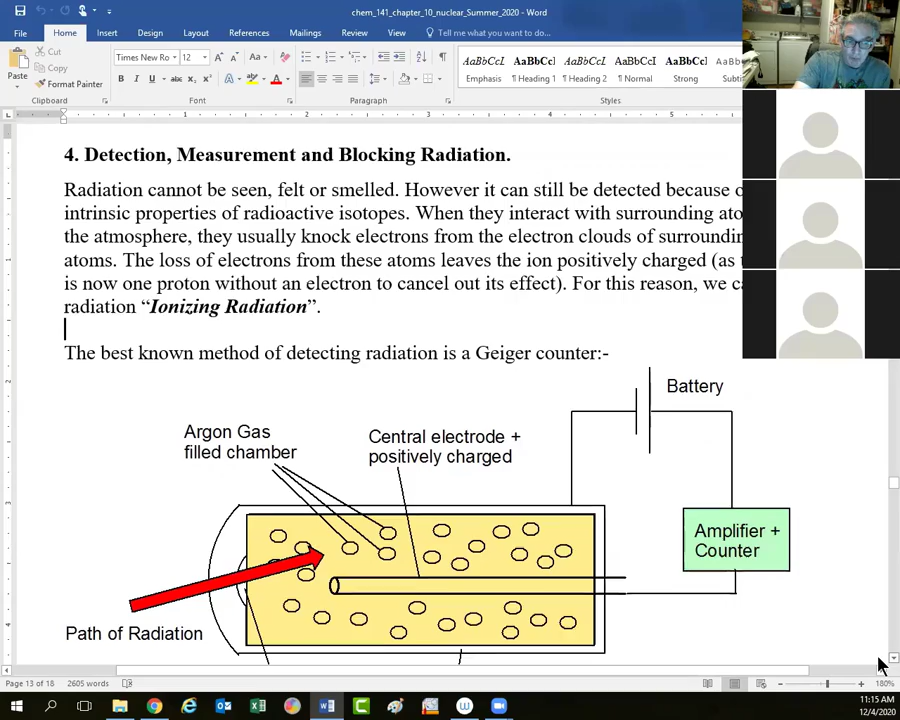 chem_141_chapter_10_nuclear_Summer_2020 - Word
File Home Insert Design Layout References Mailings Review View Tell me what you want to do...
Cut
Copy
Format Painter
Paste
Times New Ro 12
AaBbCcI AaBbCcl AaBbCcI AaBbCcI AaBbCcl
Emphasis ¶ Heading 1 ¶ Heading 2 ¶ Normal Strong
Clipboard Font Paragraph Styles
4. Detection, Measurement and Blocking Radiation.
Radiation cannot be seen, felt or smelled. However it can still be detected because
intrinsic properties of radioactive isotopes. When they interact with surrounding
the atmosphere, they usually knock electrons from the electron clouds of
atoms. The loss of electrons from these atoms leaves the ion positively charged (as
is now one proton without an electron to cancel out its effect). For this reason, we
radiation “Ionizing Radiation”.
The best known method of detecting radiation is a Geiger counter:-
Battery
Argon Gas
filled chamber
Central electrode +
positively charged
Amplifier +
Counter
Path of Radiation
Page 13 of 18 2605 words 180%
11:15 AM
12/4/2020